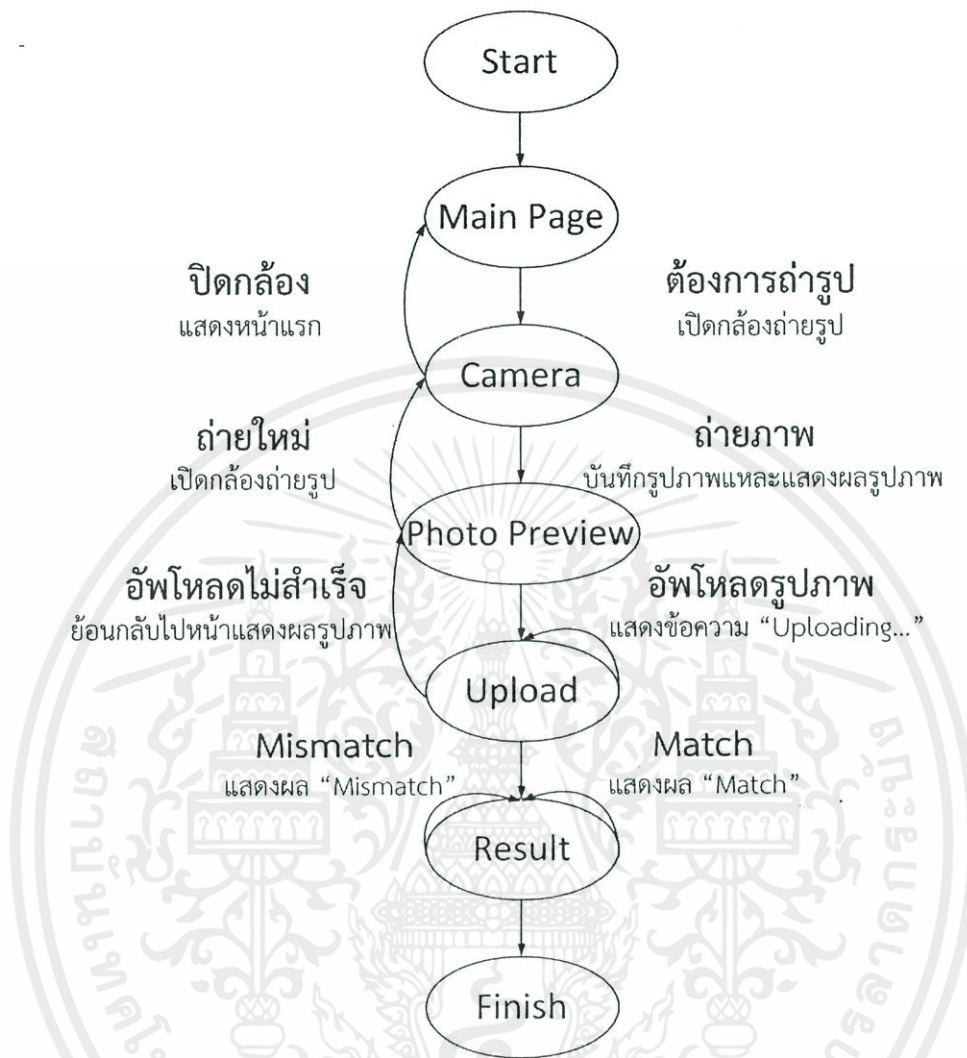 Start
Main Page
ปิดกล้อง
แสดงหน้าแรก
ต้องการถ่ารูป
เปิดกล้องถ่ายรูป
Camera
ถ่ายใหม่
เปิดกล้องถ่ายรูป
ถ่ายภาพ
บันทึกรูปภาพแหละแสดงผลรูปภาพ
Photo Preview
อัพโหลดไม่สำเร็จ
ย้อนกลับไปหน้าแสดงผลรูปภาพ
อัพโหลดรูปภาพ
แสดงข้อความ “Uploading...”
Upload
Mismatch
แสดงผล “Mismatch”
Match
แสดงผล “Match”
Result
Finish